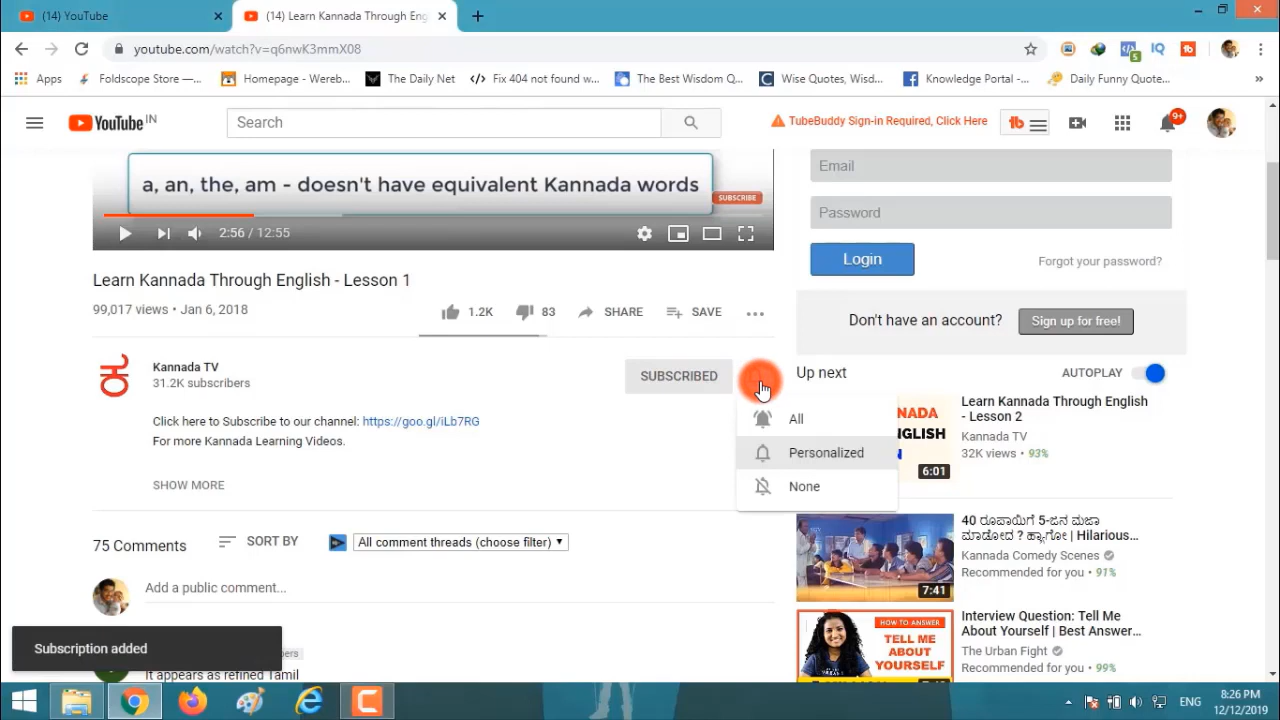 (14) YouTube
(14) Learn Kannada Through Eng
youtube.com/watch?v=q6nwK3mmX08
5
Apps
Foldscope Store —...
Homepage - Wereb...
The Daily Net
Fix 404 not found w...
The Best Wisdom Q...
Wise Quotes, Wisd...
Knowledge Portal -...
Daily Funny Quote...
YouTube IN
Search
TubeBuddy Sign-in Required, Click Here
9+
a, an, the, am - doesn't have equivalent Kannada words
SUBSCRIBE
2:56 / 12:55
Email
Password
Login
Forgot your password?
Don't have an account?
Sign up for free!
Learn Kannada Through English - Lesson 1
99,017 views • Jan 6, 2018
1.2K
83
SHARE
SAVE
ಕ
Kannada TV
31.2K subscribers
SUBSCRIBED
Click here to Subscribe to our channel: https://goo.gl/iLb7RG
For more Kannada Learning Videos.
SHOW MORE
All
Personalized
None
Up next
AUTOPLAY
NADA
GLISH
6:01
Learn Kannada Through English
- Lesson 2
Kannada TV
32K views • 93%
7:41
40 ರೂಪಾಯಿಗೆ 5-ಜನ ಮಜಾ
ಮಾಡೋದ ? ಹ್ಯಾಗೋ | Hilarious...
Kannada Comedy Scenes
Recommended for you • 91%
HOW TO ANSWER
TELL ME
ABOUT
YOURSELF
Interview Question: Tell Me
About Yourself | Best Answer...
The Urban Fight
Recommended for you • 99%
75 Comments
SORT BY
All comment threads (choose filter)
Add a public comment...
Subscription added
It appears as refined Tamil
ENG
8:26 PM
12/12/2019